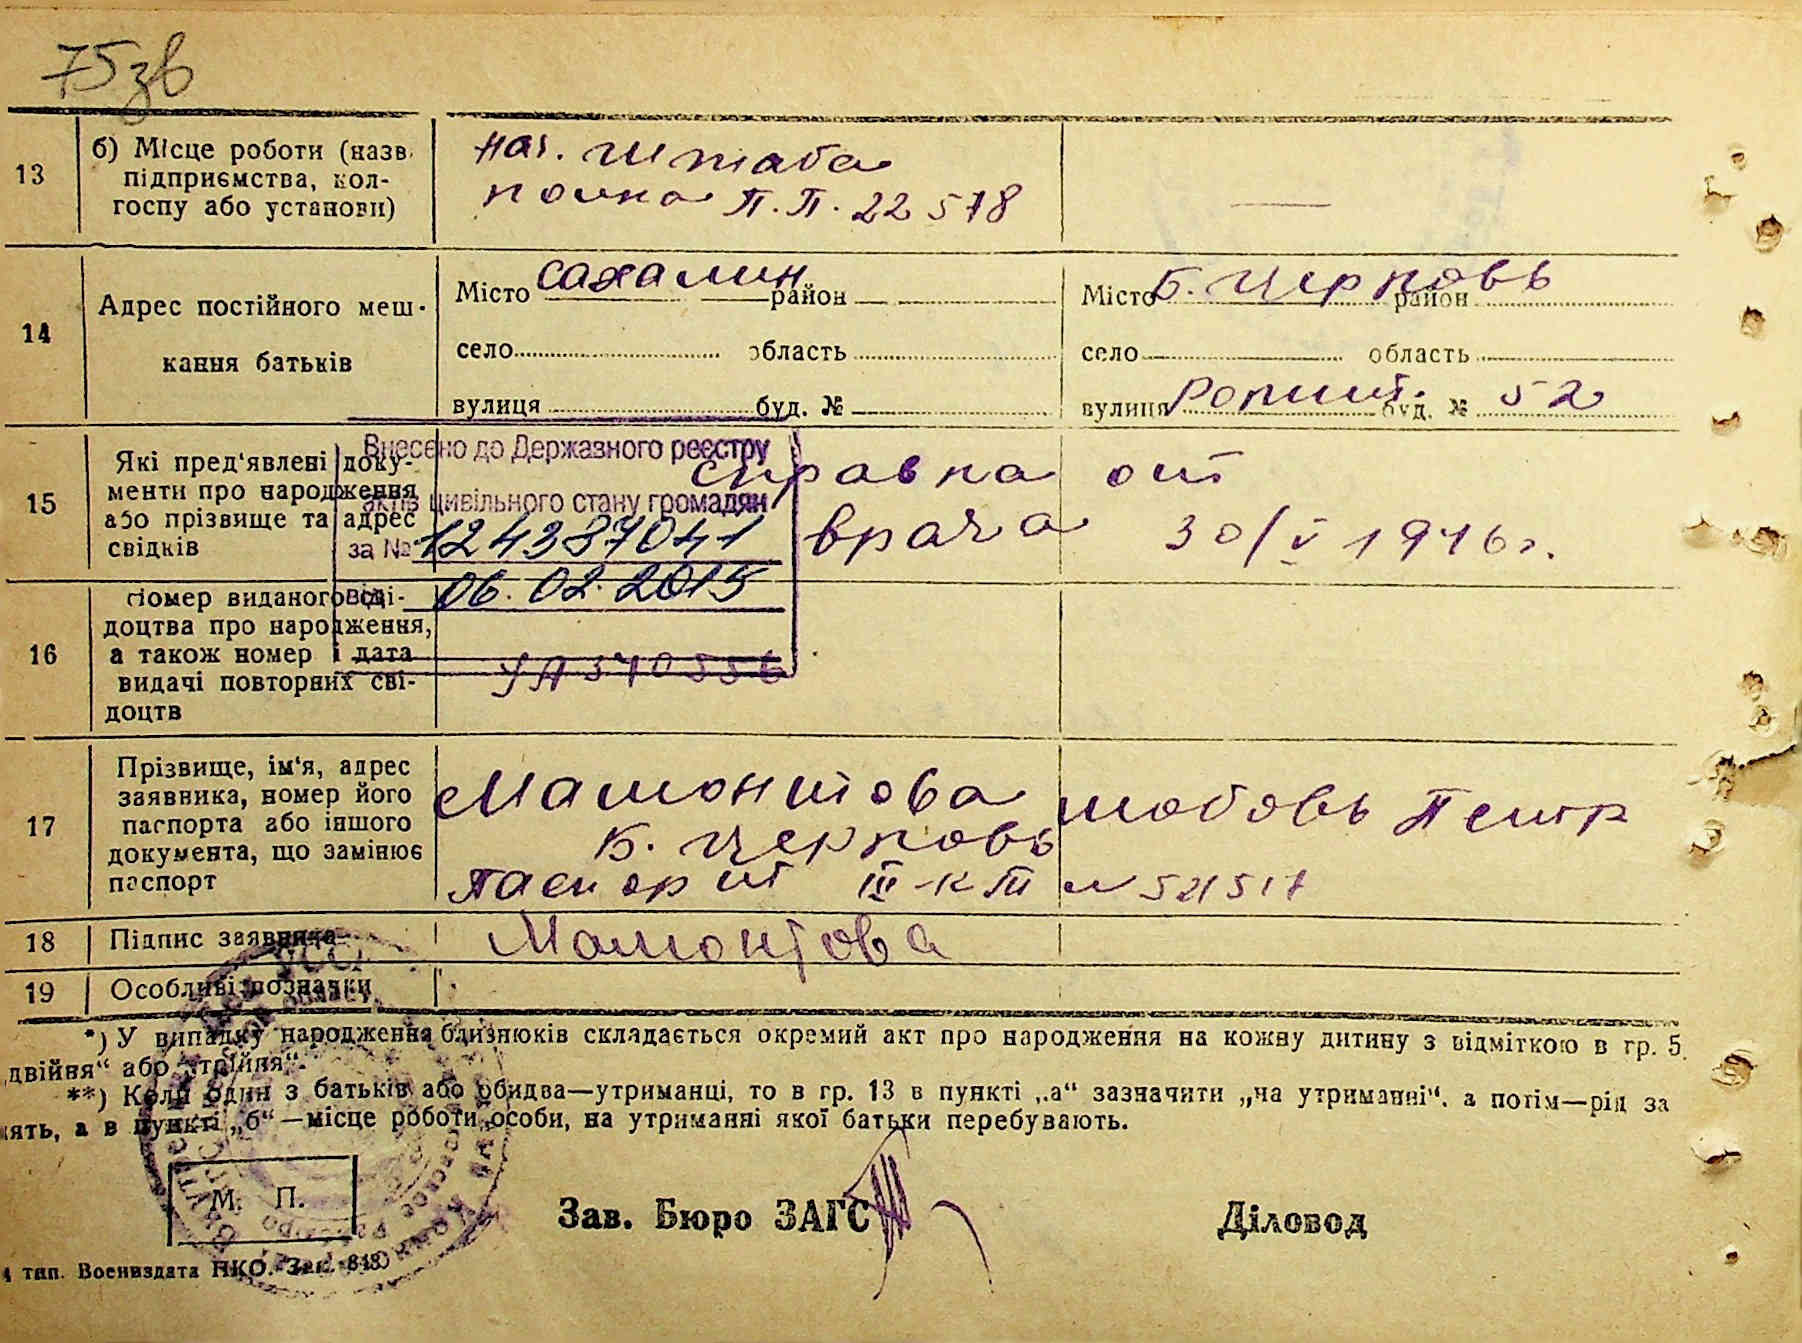 75зв
13
б) Місце роботи (назв.
підприємства, кол-
госпу або установи)
нач. штаба
полка П.П. 22578
14
Адрес постійного меш-
кання батьків
Місто Сахалин район
село область
вулиця буд. №
Місто Б. Церковь район
село область
вулиця буд. № 52
15
Які пред'явлені доку-
менти про народження
або прізвище та адрес
свідків
справка от
врача 30/V 1946 г.
Внесено до Державного реєстру
актів цивільного стану громадян
за №
від 06.02.2015
16
Номер виданого сві-
доцтва про народження,
а також номер і дата
видачі повторних сві-
доцтв
17
Прізвище, ім'я, адрес
заявника, номер його
паспорта або іншого
документа, що замінює
паспорт
Мамонтова Любовь Петр
Б. Церковь
Паспорт
18
Підпис заявника
Мамонтова
19
Особливі позначки
*) У випадку народження близнюків складається окремий акт про народження на кожну дитину з відміткою в гр. 5
„двійня“ або „трійня“.
**) Коли один з батьків або обидва—утриманці, то в гр. 13 в пункті „а“ зазначити „на утриманні“, а потім—рід за
нять, а в пункті „б“—місце роботи особи, на утриманні якої батьки перебувають.
М. П.
Зав. Бюро ЗАГС
Діловод
4 тип. Воениздата НКО. Зак. 848